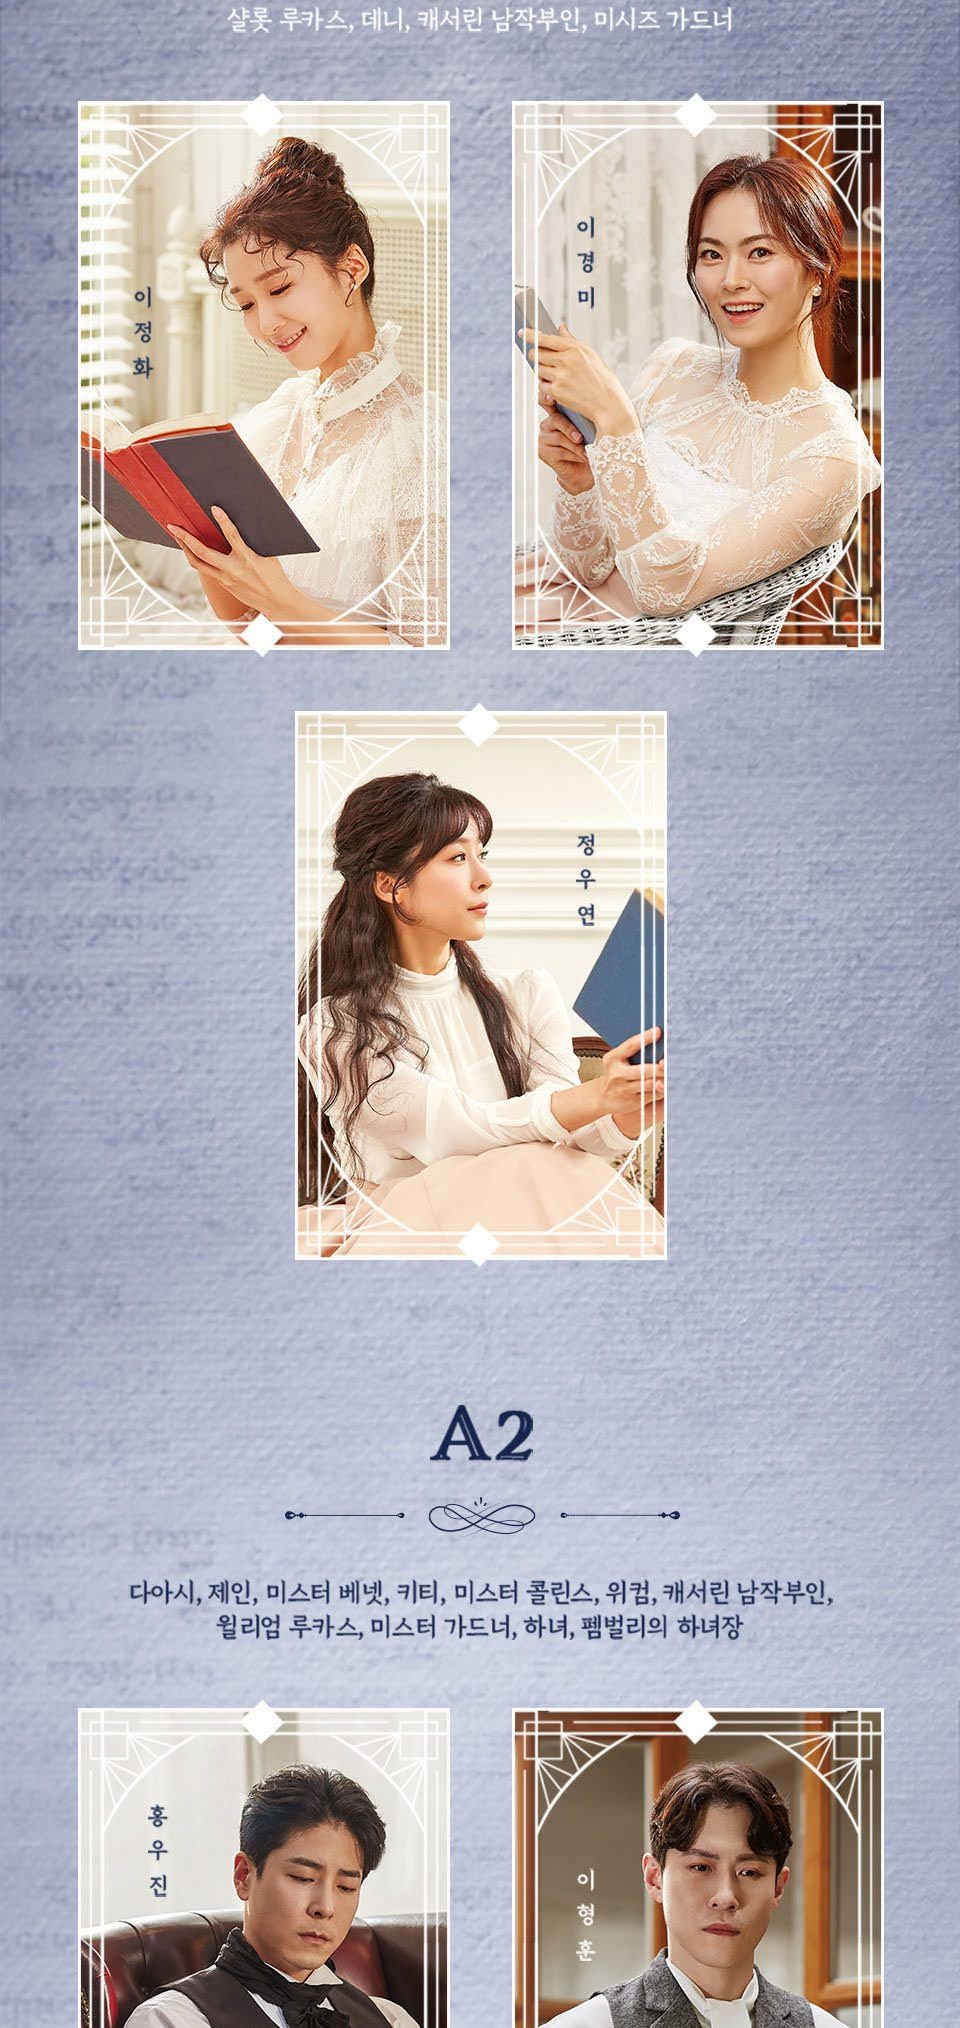 샬롯 루카스, 데니, 캐서린 남작부인, 미시즈 가드너
이정화
이경미
정우연
A2
다아시, 제인, 미스터 베넷, 키티, 미스터 콜린스, 위컴, 캐서린 남작부인,
윌리엄 루카스, 미스터 가드너, 하녀, 펨벌리의 하녀장
홍우진
이형훈